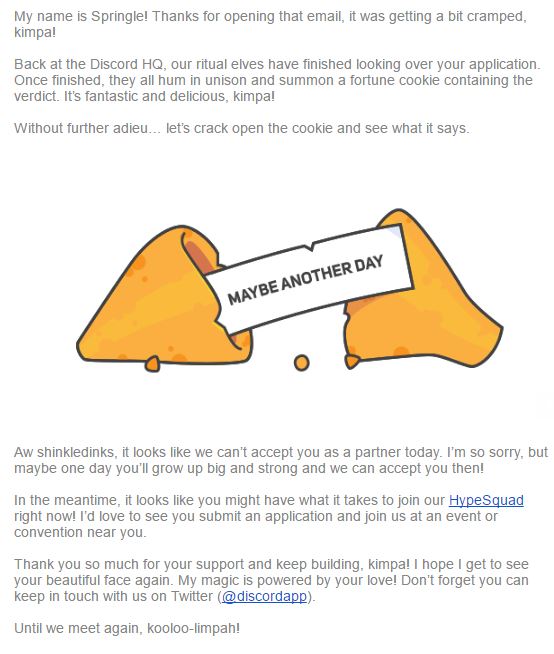 My name is Springle! Thanks for opening that email, it was getting a bit cramped,
kimpa!
Back at the Discord HQ, our ritual elves have finished looking over your application.
Once finished, they all hum in unison and summon a fortune cookie containing the
verdict. It’s fantastic and delicious, kimpa!
Without further adieu… let’s crack open the cookie and see what it says.
MAYBE ANOTHER DAY
Aw shinkledinks, it looks like we can’t accept you as a partner today. I’m so sorry, but
maybe one day you’ll grow up big and strong and we can accept you then!
In the meantime, it looks like you might have what it takes to join our HypeSquad
right now! I’d love to see you submit an application and join us at an event or
convention near you.
Thank you so much for your support and keep building, kimpa! I hope I get to see
your beautiful face again. My magic is powered by your love! Don’t forget you can
keep in touch with us on Twitter (@discordapp).
Until we meet again, kooloo-limpah!